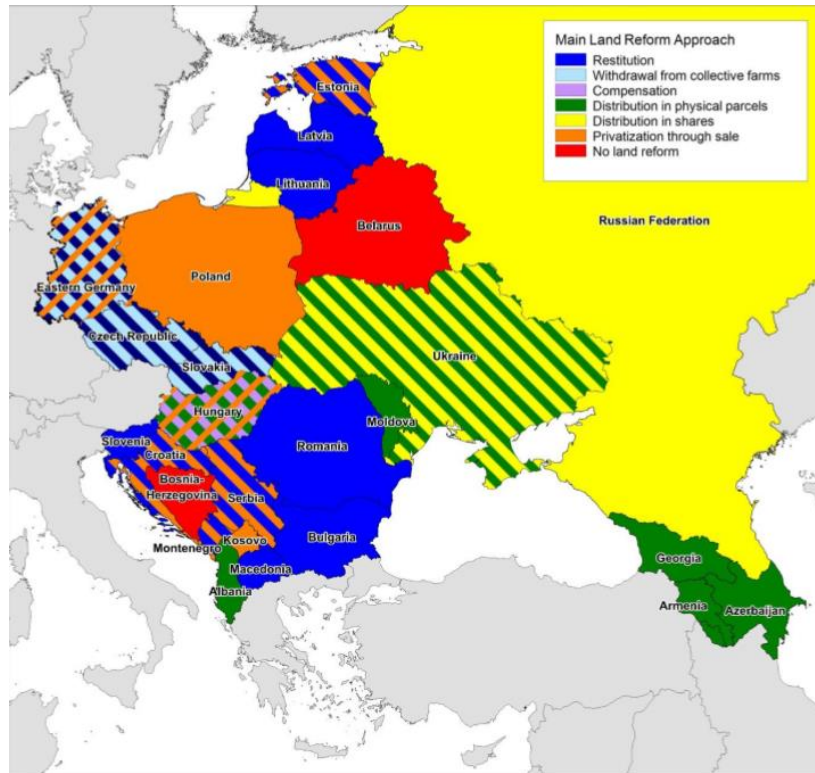 Main Land Reform Approach
Restitution
Withdrawal from collective farms
Compensation
Distribution in physical parcels
Distribution in shares
Privatization through sale
No land reform
Estonia
Latvia
Lithuania
Belarus
Russian Federation
Poland
Eastern Germany
Czech Republic
Slovakia
Ukraine
Hungary
Moldova
Slovenia
Croatia
Romania
Bosnia-
Herzegovina
Serbia
Bulgaria
Kosovo
Montenegro
Macedonia
Albania
Georgia
Armenia
Azerbaijan